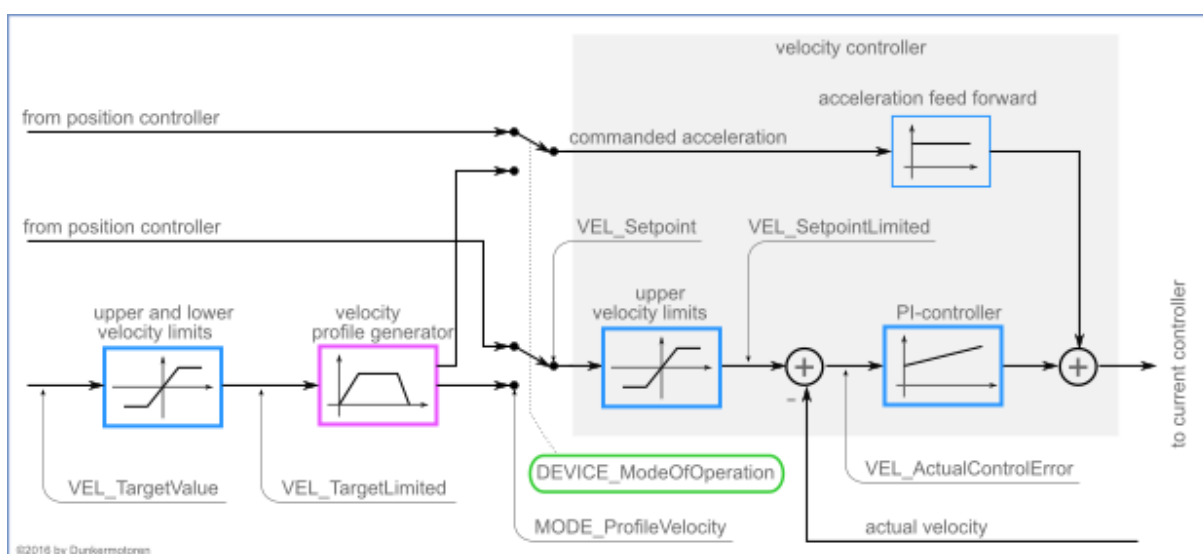 velocity controller
acceleration feed forward
from position controller
commanded acceleration
from position controller
VEL_Setpoint
VEL_SetpointLimited
upper and lower
velocity limits
velocity
profile generator
upper
velocity limits
PI-controller
to current controller
VEL_TargetValue
VEL_TargetLimited
DEVICE_ModeOfOperation
VEL_ActualControlError
MODE_ProfileVelocity
actual velocity
©2016 by Dunkermotoren